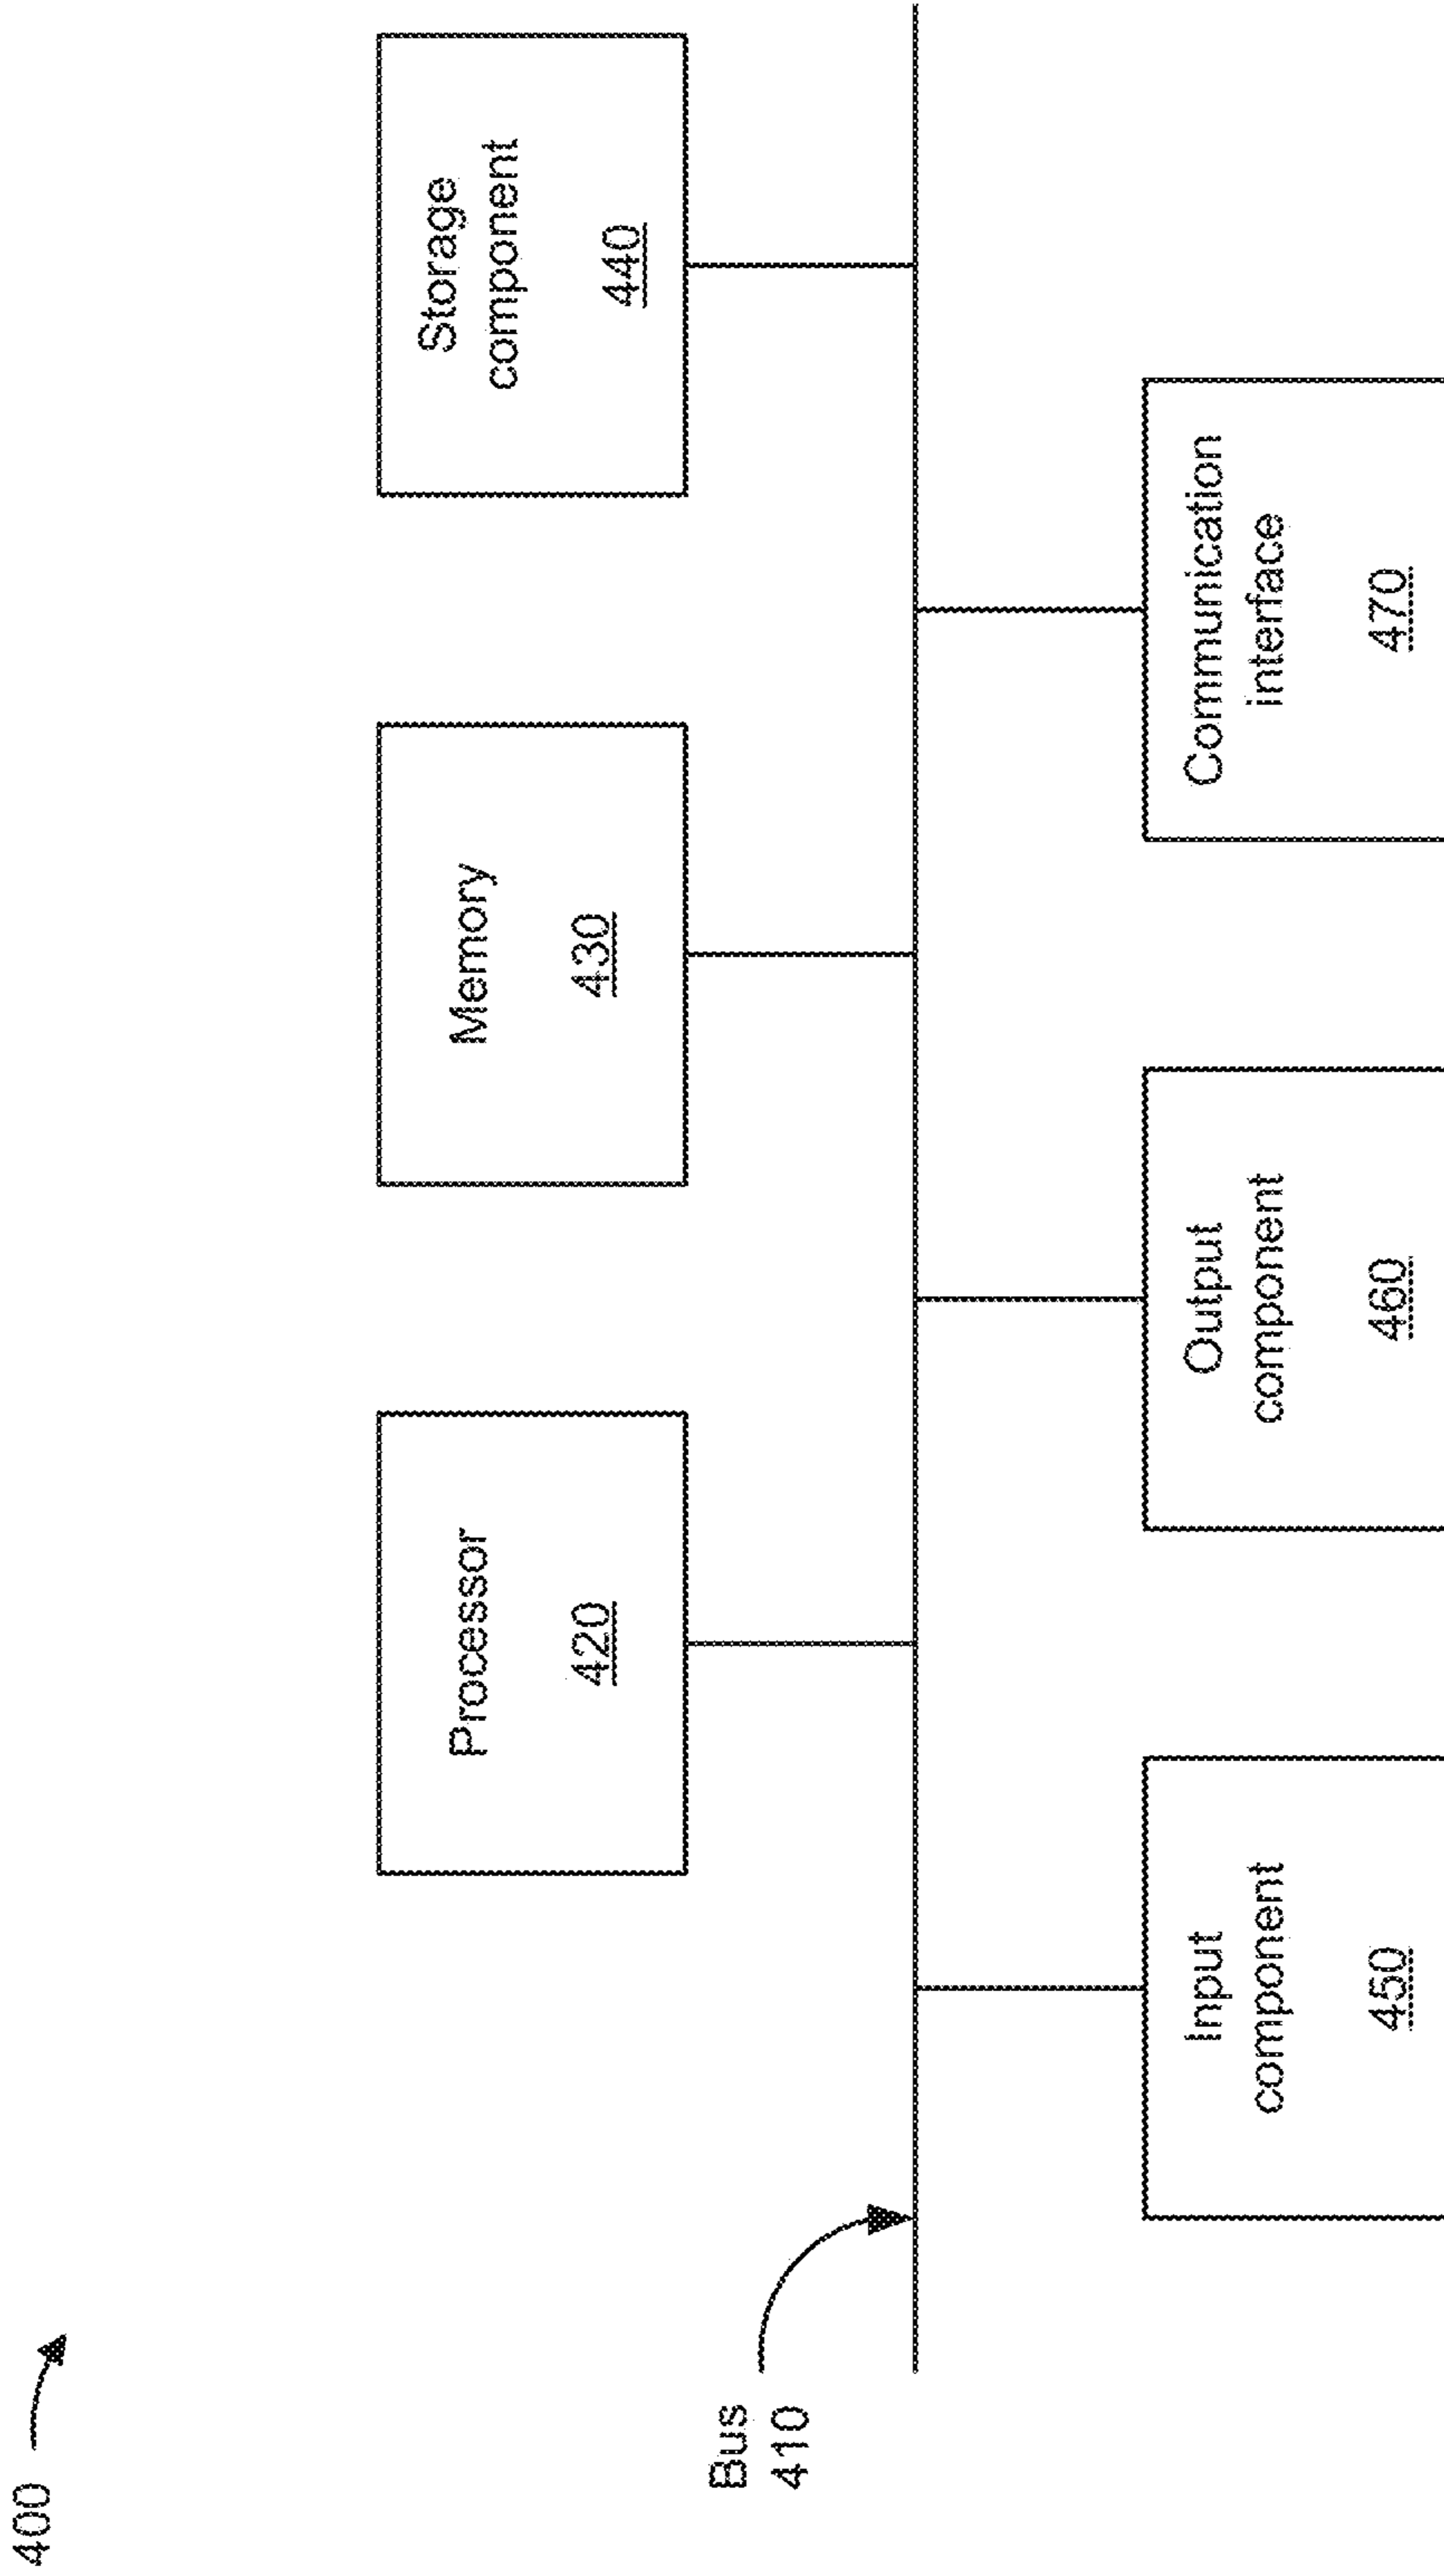 400
Processor
420
Memory
430
Storage
component
440
Bus
410
Input
component
450
Output
component
460
Communication
interface
470